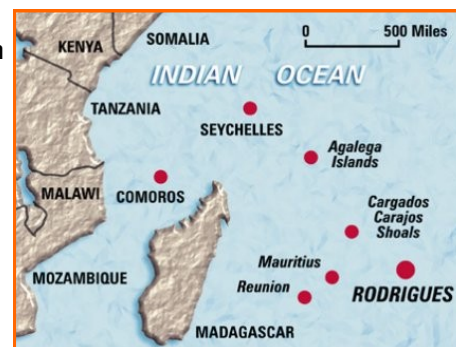 SOMALIA
0 500 Miles
KENYA
INDIAN OCEAN
TANZANIA
SEYCHELLES
Agalega
Islands
MALAWI
COMOROS
Cargados
Carajos
Shoals
MOZAMBIQUE
Mauritius
Reunion
RODRIGUES
MADAGASCAR